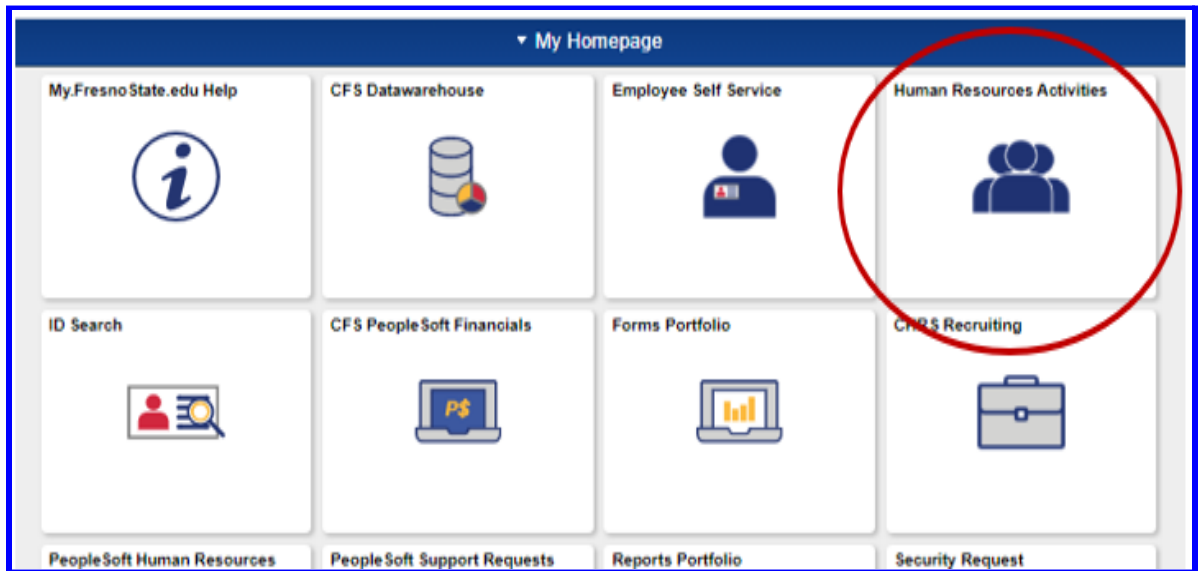 ▾ My Homepage
My.FresnoState.edu Help
CFS Datawarehouse
Employee Self Service
Human Resources Activities
i
ID Search
CFS PeopleSoft Financials
Forms Portfolio
CHRS Recruiting
P$
PeopleSoft Human Resources
PeopleSoft Support Requests
Reports Portfolio
Security Request